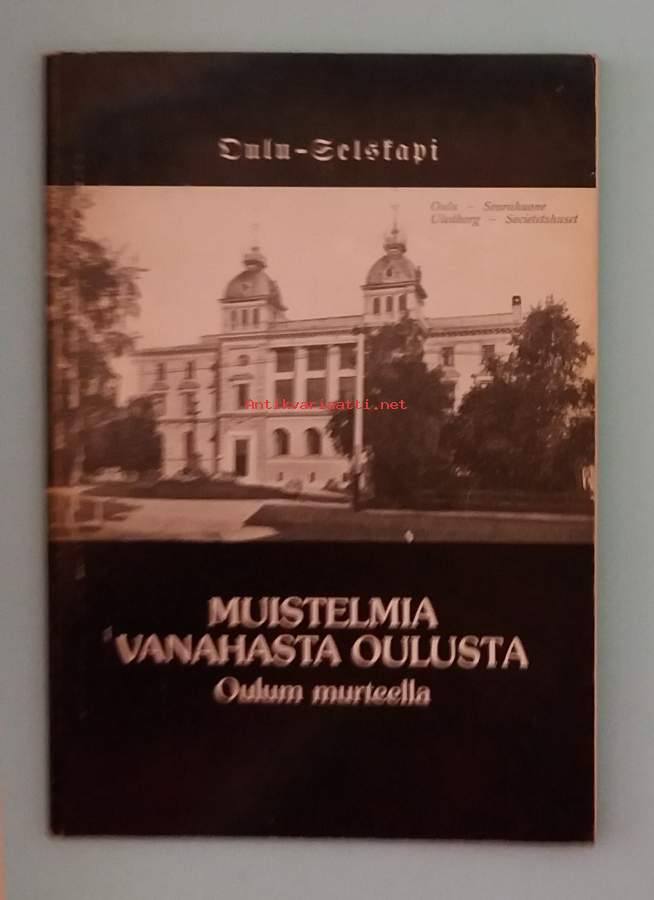 Oulu-Selskapi
Oulu - Seurahuone
Uleåborg - Societetshuset
Antikvariaatti.net
MUISTELMIA
VANAHASTA OULUSTA
Oulum murteella